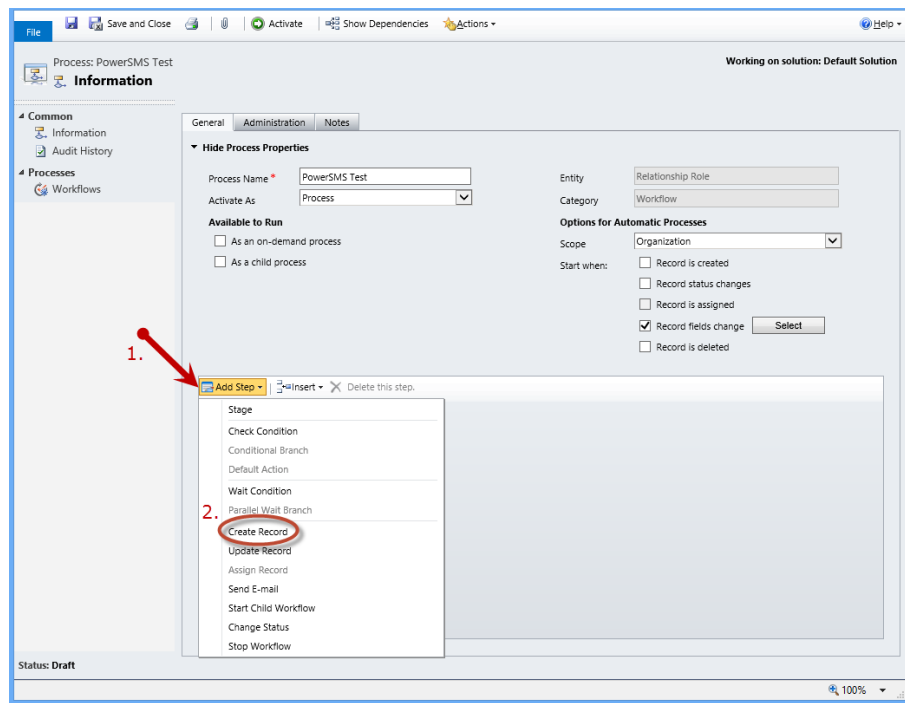 File Save and Close Activate Show Dependencies Actions Help
Process: PowerSMS Test
Information
Working on solution: Default Solution
Common
Information
Audit History
Processes
Workflows
General Administration Notes
Hide Process Properties
Process Name * PowerSMS Test
Entity Relationship Role
Activate As Process
Category Workflow
Available to Run
Options for Automatic Processes
As an on-demand process
Scope Organization
As a child process
Start when: Record is created
Record status changes
Record is assigned
Record fields change Select
Record is deleted
1.
Add Step Insert Delete this step.
Stage
Check Condition
Conditional Branch
Default Action
Wait Condition
Parallel Wait Branch
2.
Create Record
Update Record
Assign Record
Send E-mail
Start Child Workflow
Change Status
Stop Workflow
Status: Draft
100%